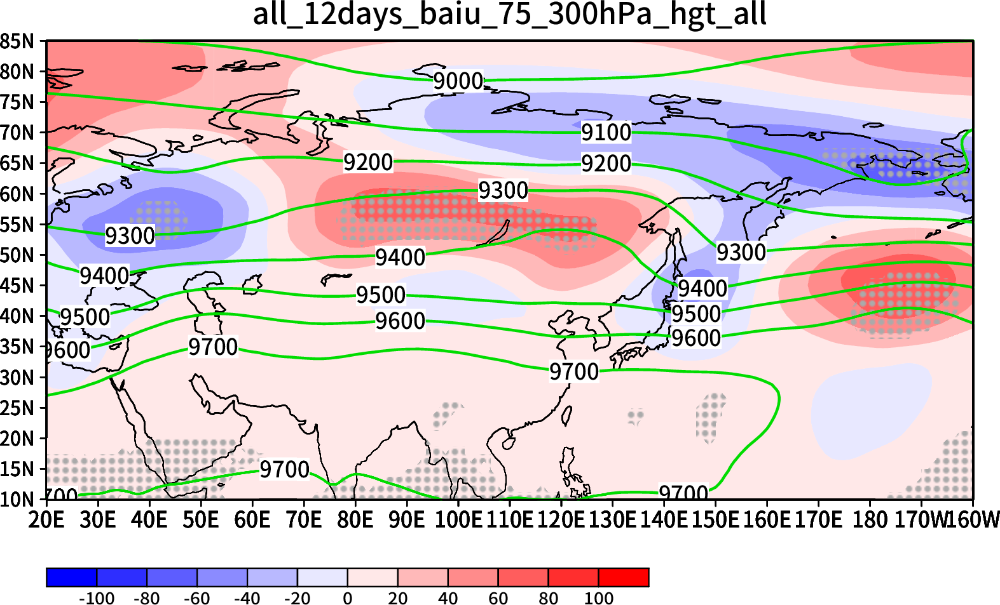 all_12days_baiu_75_300hPa_hgt_all
85N
80N
75N
70N
65N
60N
55N
50N
45N
40N
35N
30N
25N
20N
15N
10N
9000
9100
9200
9200
9300
9300
9300
9400
9400
9400
9500
9500
9500
9600
9600
9600
9700
9700
9700
700
9700
20E 30E 40E 50E 60E 70E 80E 90E 100E 110E 120E 130E 140E 150E 160E 170E 180 170W 160W
-100 -80 -60 -40 -20 0 20 40 60 80 100